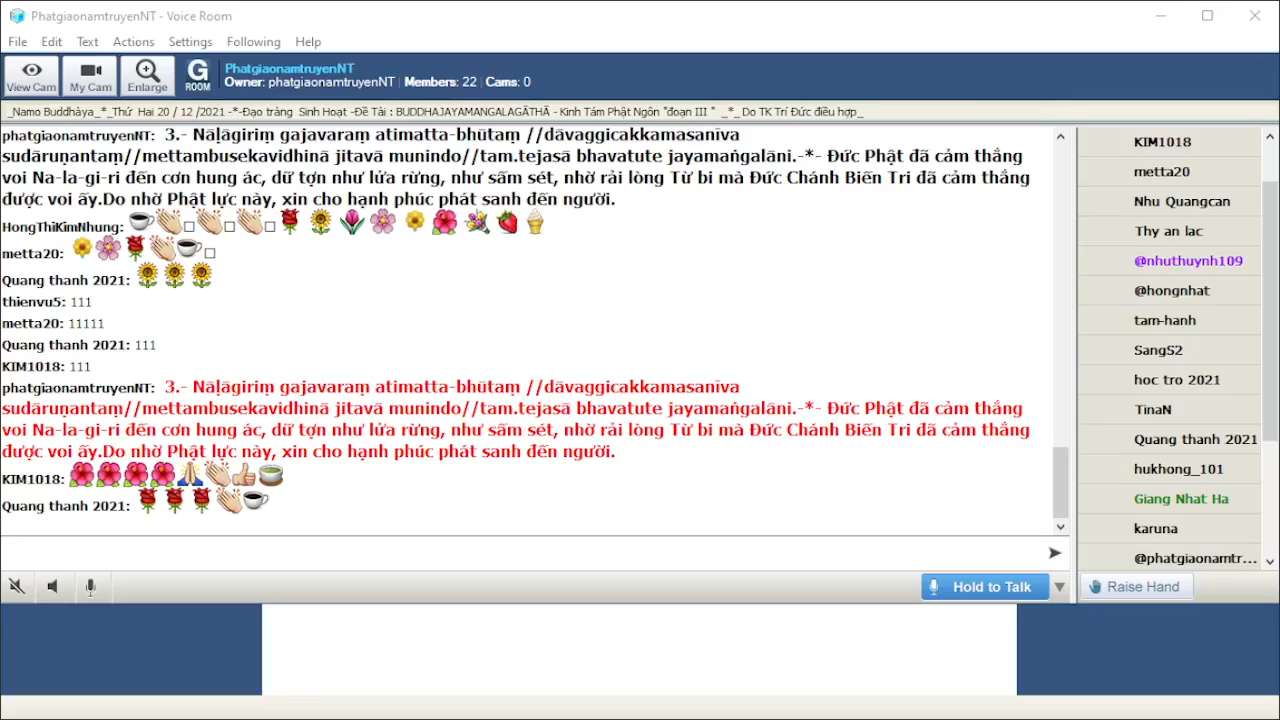 PhatgiaonamtruyenNT - Voice Room
File Edit Text Actions Settings Following Help
View Cam My Cam Enlarge G ROOM PhatgiaonamtruyenNT
Owner: phatgiaonamtruyenNT | Members: 22 | Cams: 0
_Namo Buddhàya_*_Thứ Hai 20 / 12 /2021 -*-Đạo tràng Sinh Hoạt -Đề Tài : BUDDHAJAYAMANGALAGĀTHĀ - Kinh Tám Phật Ngôn "đoạn III " _*_ Do TK Trí Đức điều hợp_
phatgiaonamtruyenNT: 3.- Nāḷāgiriṃ gajavaraṃ atimatta-bhūtaṃ //dāvaggicakkamasanīva
sudāruṇantaṃ//mettambusekavidhinā jitavā munindo//tam.tejasā bhavatute jayamaṅgalāni.-*- Đức Phật đã cảm thắng
voi Na-la-gi-ri đến cơn hung ác, dữ tợn như lửa rừng, như sấm sét, nhờ rải lòng Từ bi mà Đức Chánh Biến Tri đã cảm thắng
được voi ấy.Do nhờ Phật lực này, xin cho hạnh phúc phát sanh đến người.
HongThiKimNhung:
metta20:
Quang thanh 2021:
thienvu5: 111
metta20: 11111
Quang thanh 2021: 111
KIM1018: 111
phatgiaonamtruyenNT: 3.- Nāḷāgiriṃ gajavaraṃ atimatta-bhūtaṃ //dāvaggicakkamasanīva
sudāruṇantaṃ//mettambusekavidhinā jitavā munindo//tam.tejasā bhavatute jayamaṅgalāni.-*- Đức Phật đã cảm thắng
voi Na-la-gi-ri đến cơn hung ác, dữ tợn như lửa rừng, như sấm sét, nhờ rải lòng Từ bi mà Đức Chánh Biến Tri đã cảm thắng
được voi ấy.Do nhờ Phật lực này, xin cho hạnh phúc phát sanh đến người.
KIM1018:
Quang thanh 2021:
KIM1018
metta20
Nhu Quangcan
Thy an lac
@nhuthuynh109
@hongnhat
tam-hanh
SangS2
hoc tro 2021
TinaN
Quang thanh 2021
hukhong_101
Giang Nhat Ha
karuna
@phatgiaonamtr...
Hold to Talk
Raise Hand